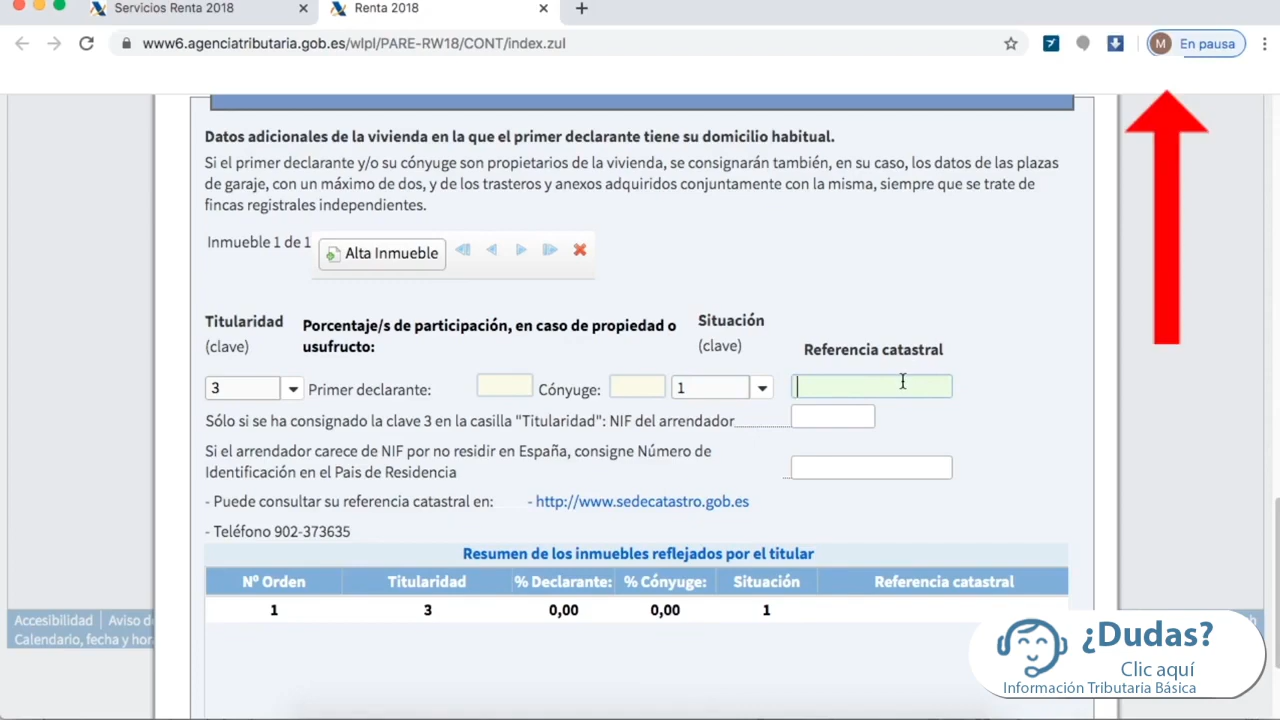 Servicios Renta 2018
Renta 2018
www6.agenciatributaria.gob.es/wlpl/PARE-RW18/CONT/index.zul
M En pausa
Datos adicionales de la vivienda en la que el primer declarante tiene su domicilio habitual.
Si el primer declarante y/o su cónyuge son propietarios de la vivienda, se consignarán también, en su caso, los datos de las plazas
de garaje, con un máximo de dos, y de los trasteros y anexos adquiridos conjuntamente con la misma, siempre que se trate de
fincas registrales independientes.
Inmueble 1 de 1 Alta Inmueble
Titularidad
(clave)
Porcentaje/s de participación, en caso de propiedad o
usufructo:
Situación
(clave)
Referencia catastral
3 Primer declarante: Cónyuge: 1
Sólo si se ha consignado la clave 3 en la casilla "Titularidad": NIF del arrendador
Si el arrendador carece de NIF por no residir en España, consigne Número de
Identificación en el Pais de Residencia
- Puede consultar su referencia catastral en: - http://www.sedecatastro.gob.es
- Teléfono 902-373635
Resumen de los inmuebles reflejados por el titular
Nº Orden Titularidad % Declarante: % Cónyuge: Situación Referencia catastral
1 3 0,00 0,00 1
Accesibilidad Aviso
Calendario, fecha y
¿Dudas?
Clic aquí
Información Tributaria Básica